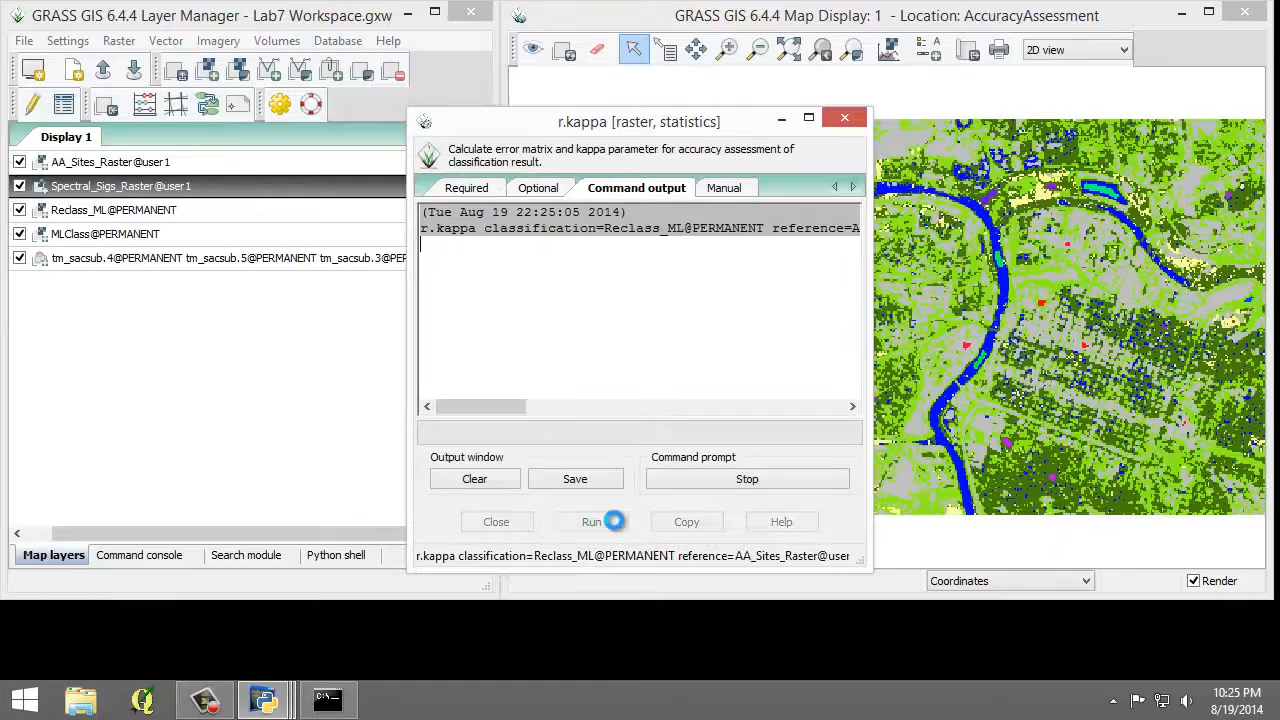 GRASS GIS 6.4.4 Layer Manager - Lab7 Workspace.gxw
File Settings Raster Vector Imagery Volumes Database Help
Display 1
AA_Sites_Raster@user1
Spectral_Sigs_Raster@user1
Reclass_ML@PERMANENT
MLClass@PERMANENT
tm_sacsub.4@PERMANENT tm_sacsub.5@PERMANENT tm_sacsub.3@PER
Map layers Command console Search module Python shell
GRASS GIS 6.4.4 Map Display: 1 - Location: AccuracyAssessment
2D view
r.kappa [raster, statistics]
Calculate error matrix and kappa parameter for accuracy assessment of
classification result.
Required Optional Command output Manual
(Tue Aug 19 22:25:05 2014)
r.kappa classification=Reclass_ML@PERMANENT reference=A
Output window Command prompt
Clear Save Stop
Close Run Copy Help
r.kappa classification=Reclass_ML@PERMANENT reference=AA_Sites_Raster@user
Coordinates Render
10:25 PM
8/19/2014